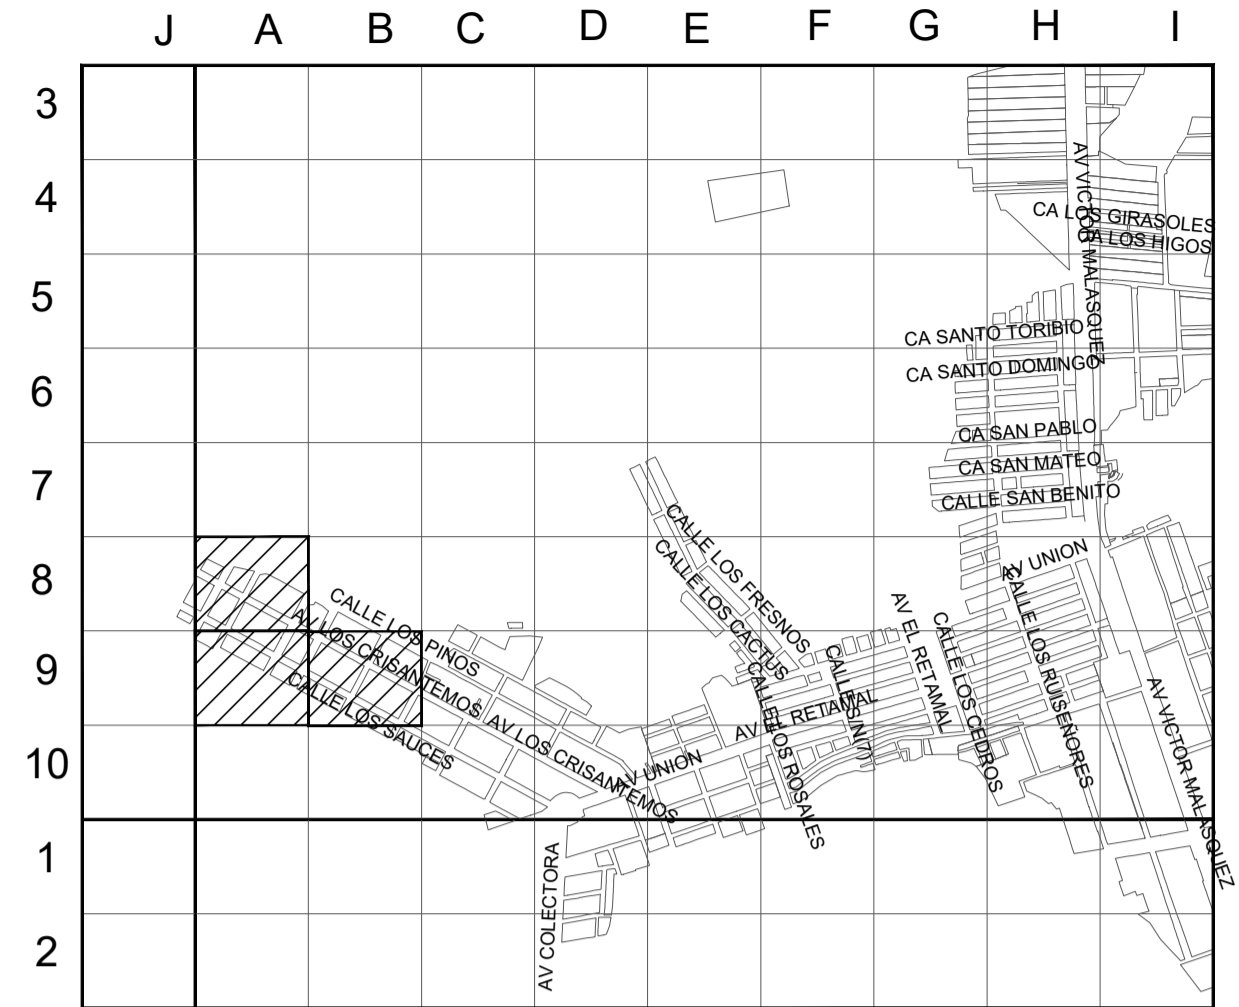 J A B C D E F G H I
3
4
5
6
7
8
9
10
1
2
AV VICTOR MALASQUEZ
CA LOS GIRASOLES
CA LOS HIGOS
CA SANTO TORIBIO
CA SANTO DOMINGO
CA SAN PABLO
CA SAN MATEO
CALLE SAN BENITO
CALLE LOS FRESNOS
CALLE LOS CACTUS
AV UNION
CALLE LOS PINOS
AV LOS CRISANTEMOS
CALLE LOS SAUCES
AV LOS CRISANTEMOS
AV UNION
AV EL RETAMAL
CALLE LOS ROSALES
CALLE S/N(7)
AV EL RETAMAL
CALLE LOS CEDROS
CALLE LOS RUISEÑORES
AV VICTOR MALASQUEZ
AV COLECTORA